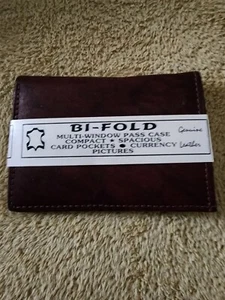 BI-FOLD
MULTI-WINDOW PASS CASE
COMPACT • SPACIOUS
CARD POCKETS ● CURRENCY
PICTURES
Genuine
Leather